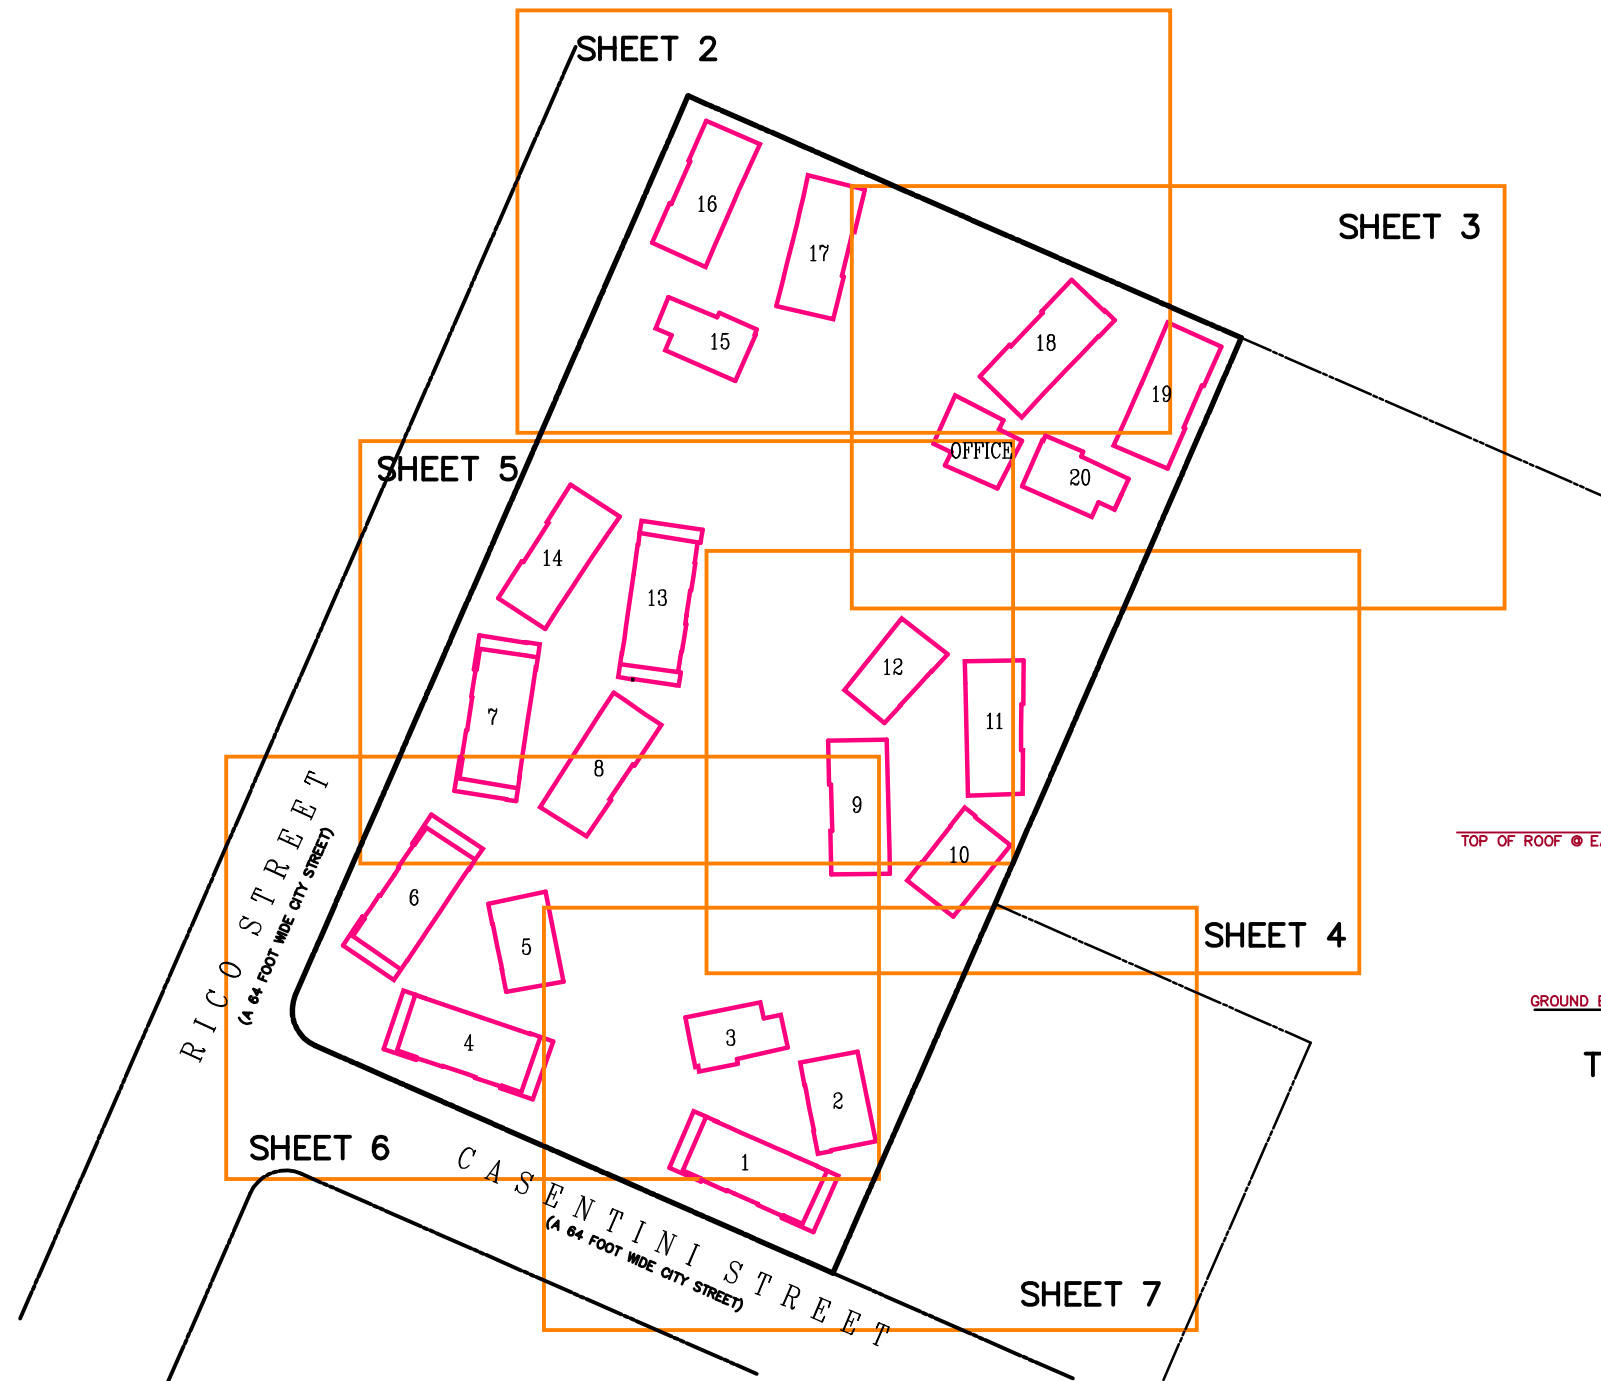 SHEET 2
SHEET 3
16
17
15
18
19
OFFICE
20
SHEET 5
14
13
12
7
11
8
9
10
TOP OF ROOF @
6
5
SHEET 4
RICO STREET
(A 64 FOOT WIDE CITY STREET)
GROUND
4
3
2
1
SHEET 6
CASENTINI STREET
(A 64 FOOT WIDE CITY STREET)
SHEET 7